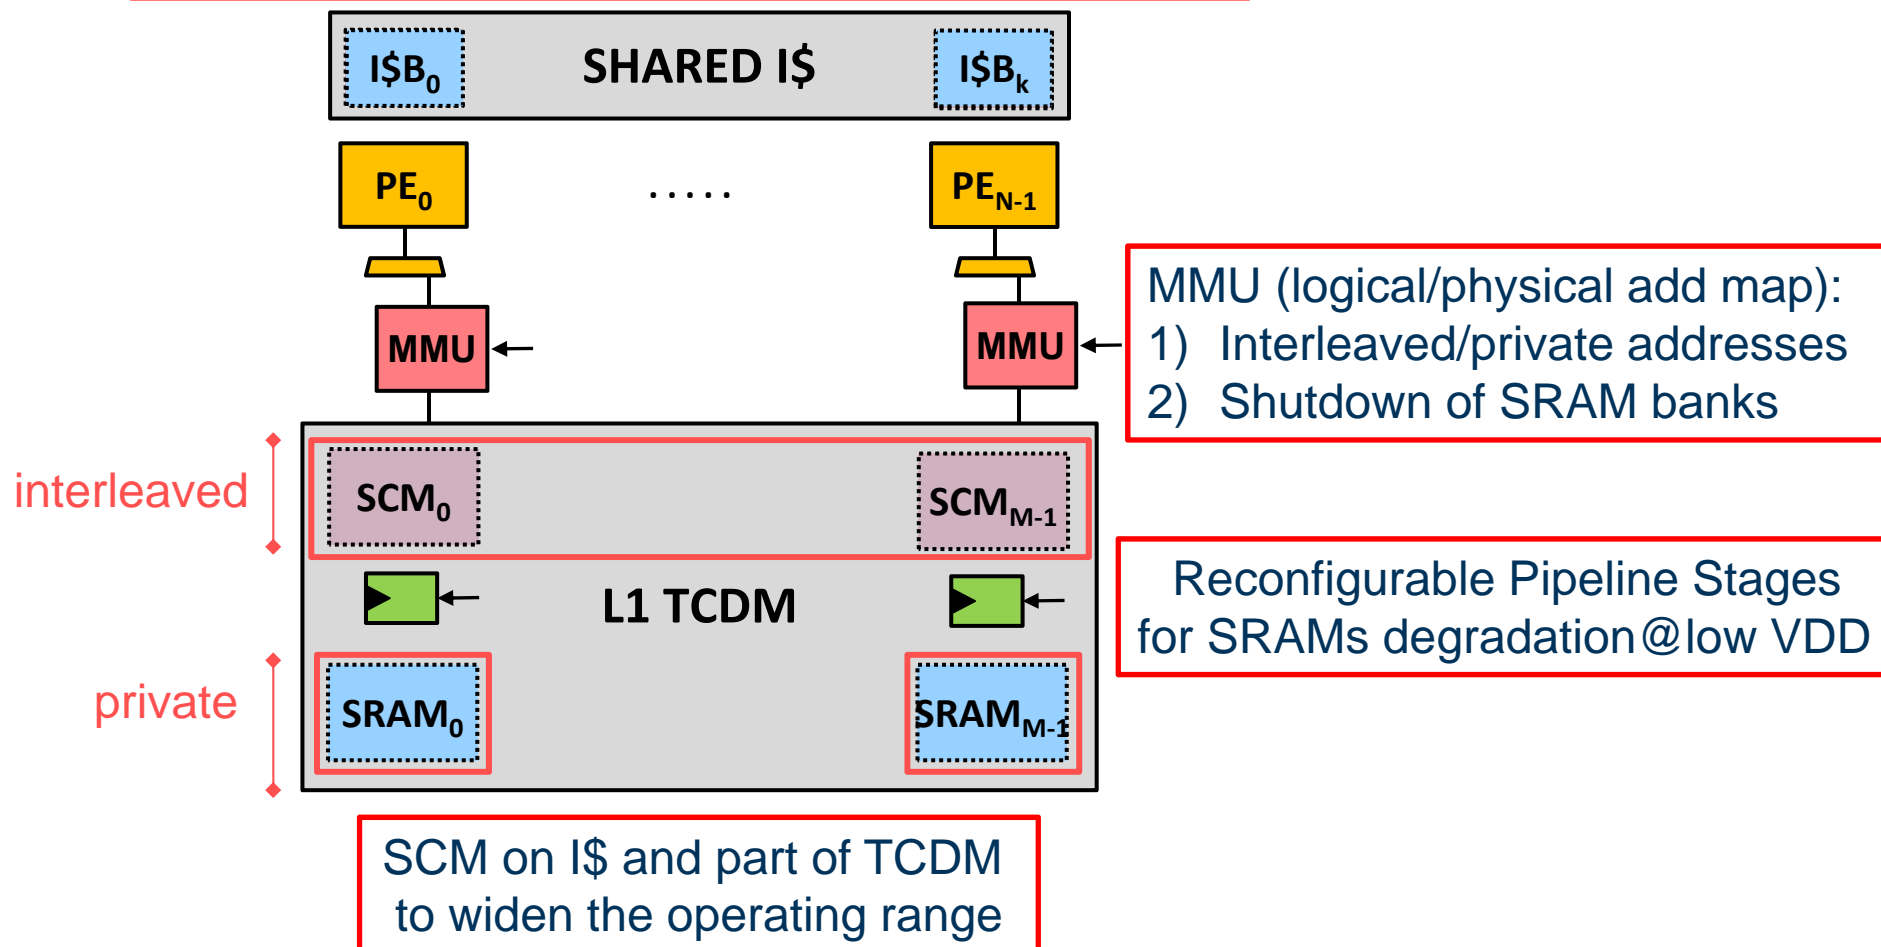 I$B0 SHARED I$ I$Bk
PE0 ..... PEN-1
MMU MMU
MMU (logical/physical add map):
1) Interleaved/private addresses
2) Shutdown of SRAM banks
interleaved
SCM0 SCMM-1
L1 TCDM
Reconfigurable Pipeline Stages
for SRAMs degradation@low VDD
private
SRAM0 SRAMM-1
SCM on I$ and part of TCDM
to widen the operating range